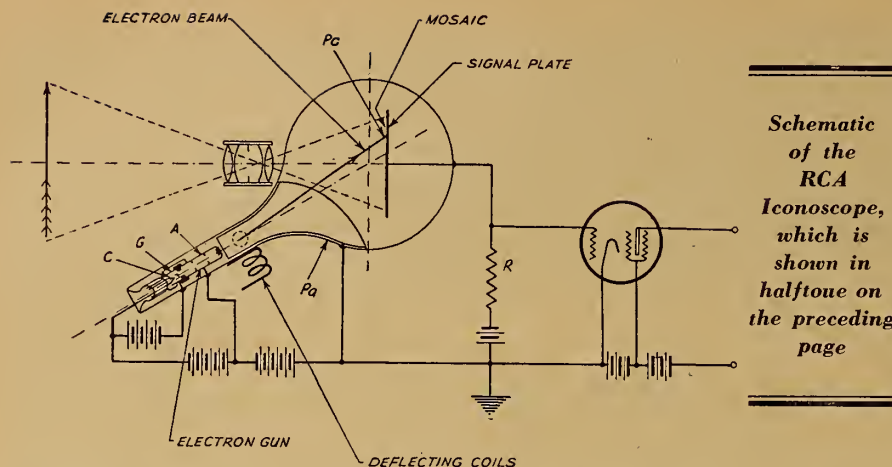 ELECTRON BEAM
MOSAIC
Pc
SIGNAL PLATE
A
G
C
Pa
R
ELECTRON GUN
DEFLECTING COILS
Schematic
of the
RCA
Iconoscope,
which is
shown in
halftoue on
the preceding
page